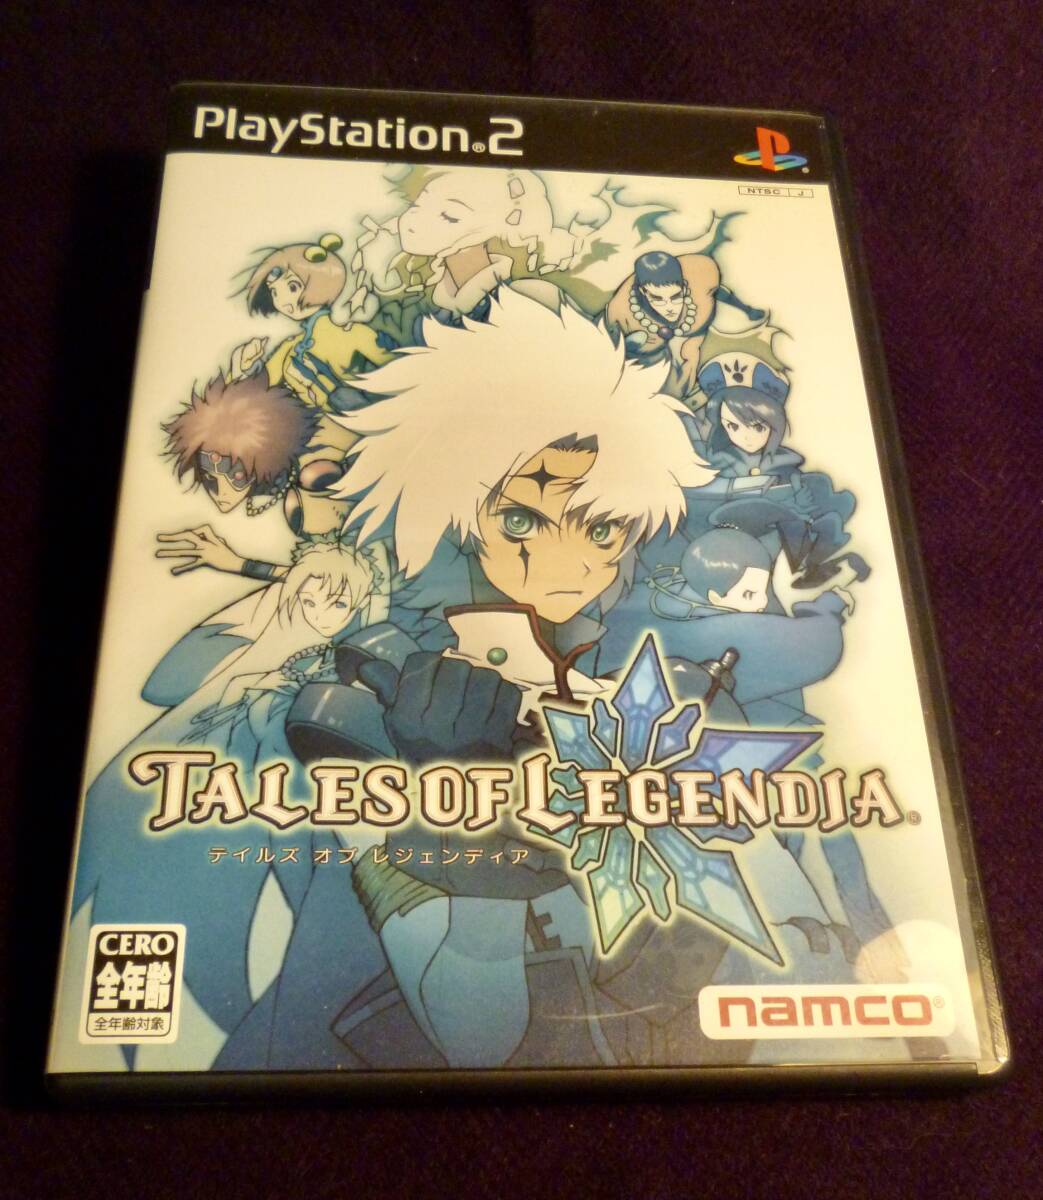 PlayStation®2
NTSC J
TALES OF LEGENDIA®
テイルズ オブ レジェンディア
CERO
全年齢
全年齢対象
namco®